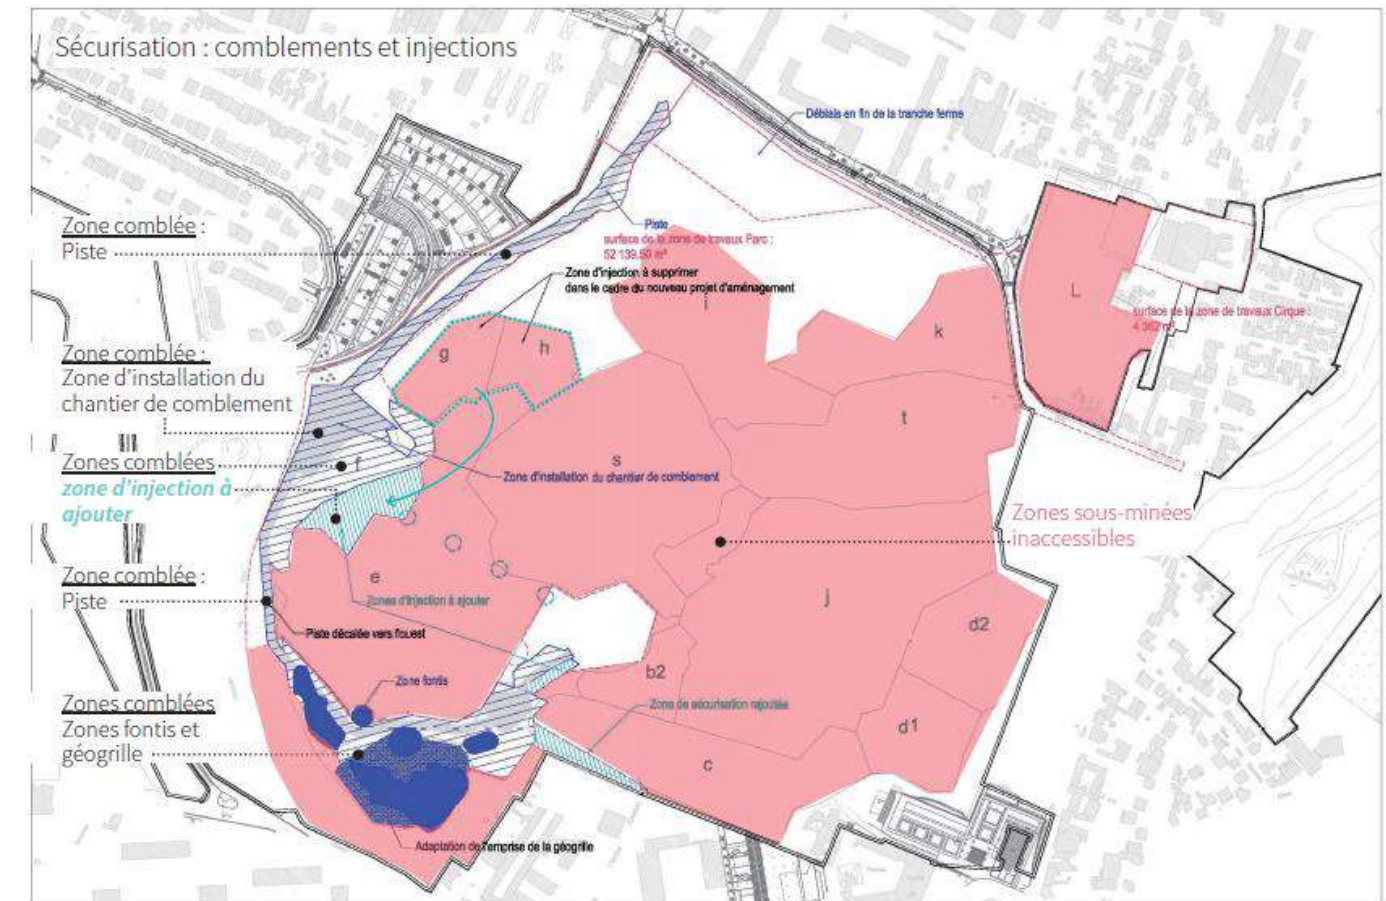 Sécurisation : comblements et injections
Déblais en fin de la tranche ferme
Zone comblée :
Piste
Piste
surface de la zone de travaux Parc :
52 139.50 m²
Zone d'injection à supprimer
dans le cadre du nouveau projet d'aménagement
i
L
surface de la zone de travaux Cirque :
4 362 m²
k
g
h
Zone comblée :
Zone d'installation du
chantier de comblement
t
Zones comblées
zone d'injection à
ajouter
f
s
Zone d'installation du chantier de comblement
Zones sous-minées
inaccessibles
Zone comblée :
Piste
e
Zones d'injection à ajouter
j
d2
Piste décalée vers l'ouest
b2
Zone fontis
Zone de sécurisation rajoutée
Zones comblées
Zones fontis et
géogrille
d1
c
Adaptation de l'emprise de la géogrille